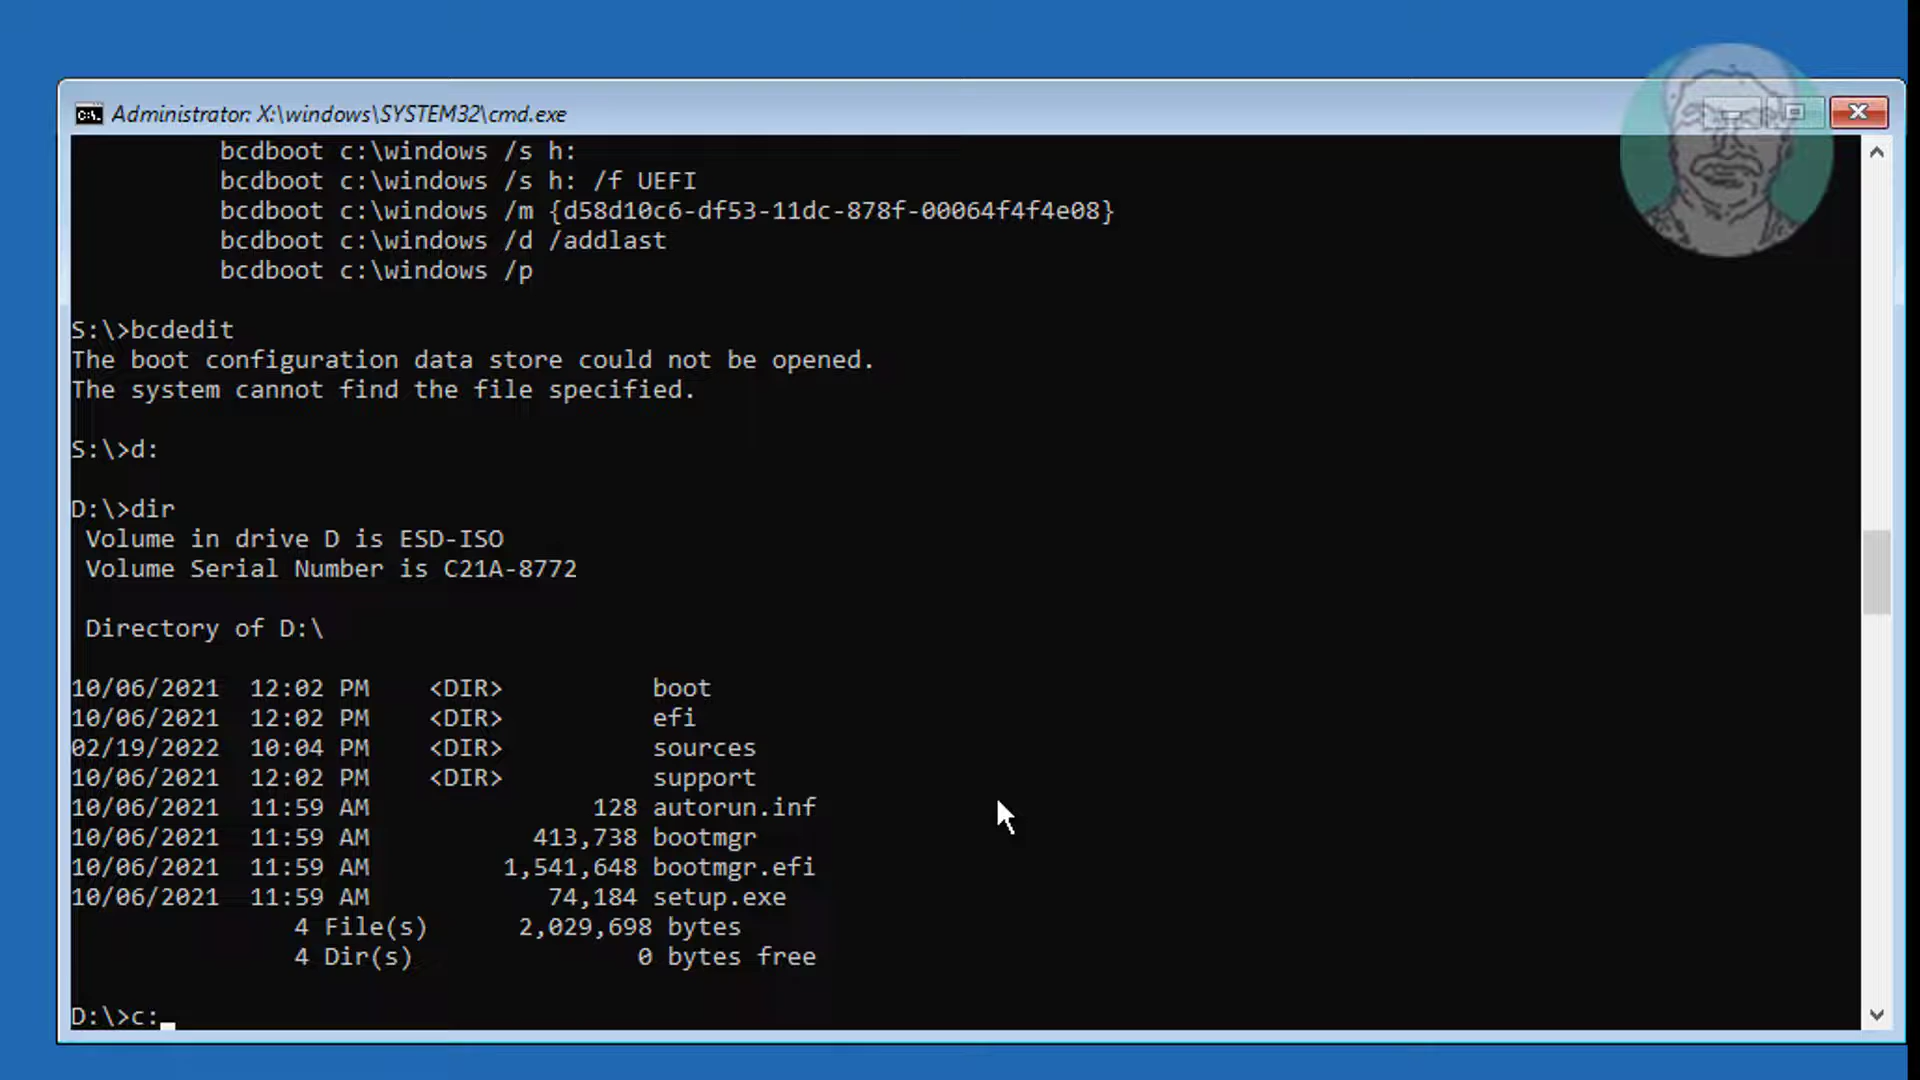 Administrator: X:\windows\SYSTEM32\cmd.exe
bcdboot c:\windows /s h:
bcdboot c:\windows /s h: /f UEFI
bcdboot c:\windows /m {d58d10c6-df53-11dc-878f-00064f4f4e08}
bcdboot c:\windows /d /addlast
bcdboot c:\windows /p
S:\>bcdedit
The boot configuration data store could not be opened.
The system cannot find the file specified.
S:\>d:
D:\>dir
Volume in drive D is ESD-ISO
Volume Serial Number is C21A-8772
Directory of D:\
10/06/2021 12:02 PM <DIR> boot
10/06/2021 12:02 PM <DIR> efi
02/19/2022 10:04 PM <DIR> sources
10/06/2021 12:02 PM <DIR> support
10/06/2021 11:59 AM 128 autorun.inf
10/06/2021 11:59 AM 413,738 bootmgr
10/06/2021 11:59 AM 1,541,648 bootmgr.efi
10/06/2021 11:59 AM 74,184 setup.exe
4 File(s) 2,029,698 bytes
4 Dir(s) 0 bytes free
D:\>c: